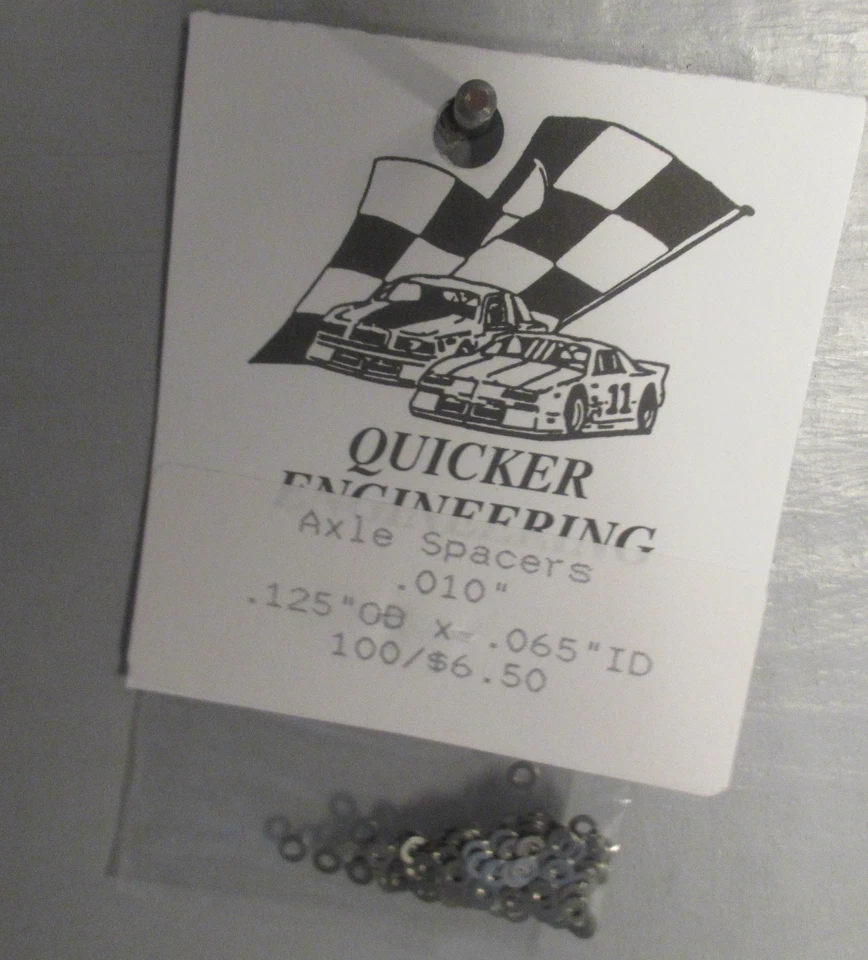 11
QUICKER
ENGINEERING
Axle Spacers
.010"
.125"OD x .065"ID
100/$6.50